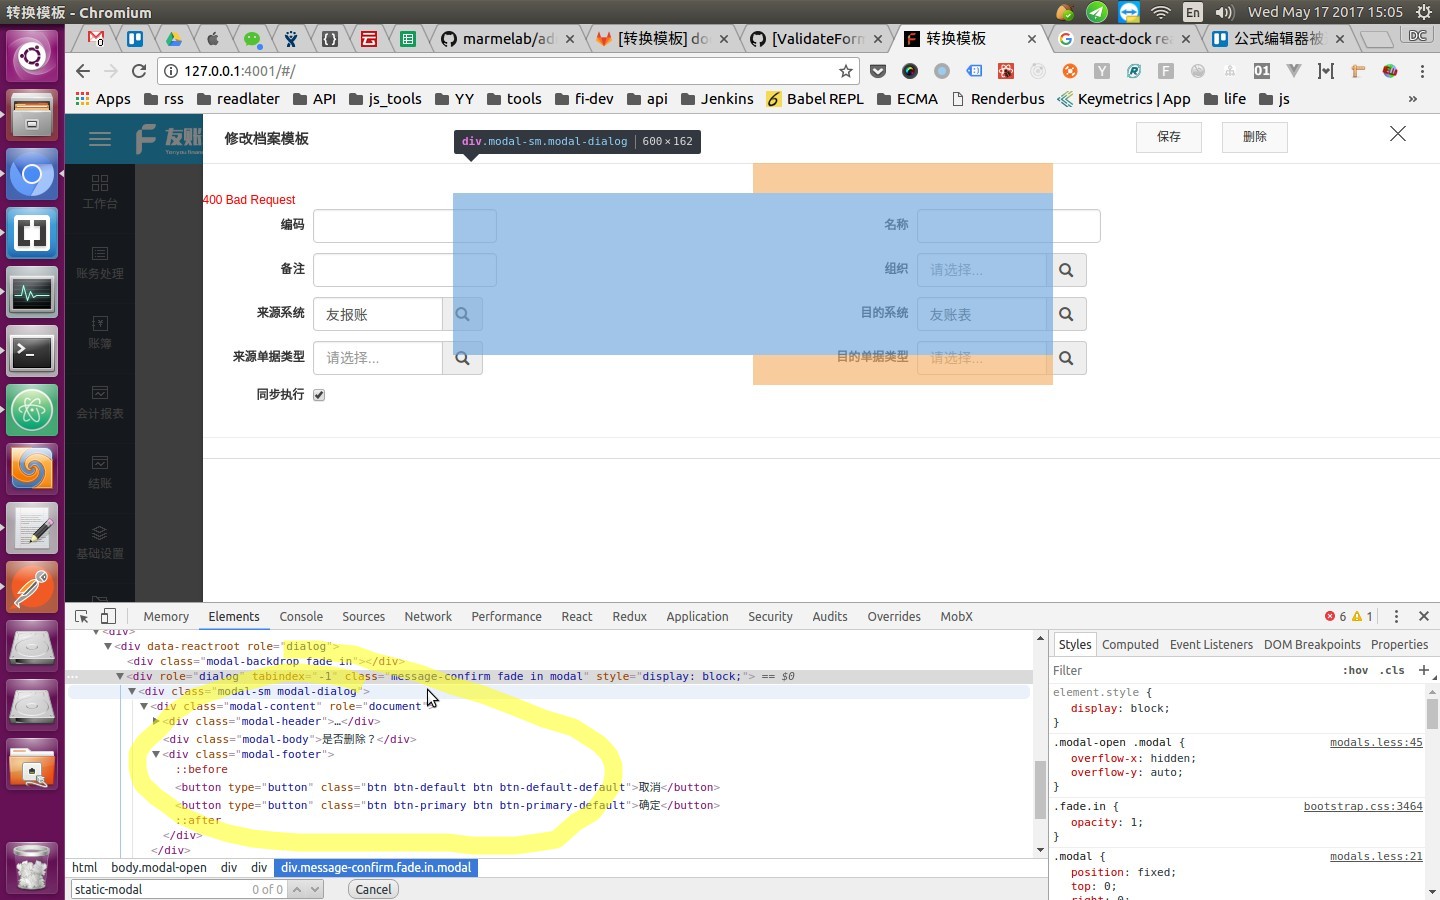 转换模板 - Chromium
En
Wed May 17 2017 15:05
marmelab/ad
[转换模板] do
[ValidateForm
转换模板
react-dock re
公式编辑器被
DC
127.0.0.1:4001/#/
Apps rss readlater API js_tools YY tools fi-dev api Jenkins Babel REPL ECMA Renderbus Keymetrics | App life js »
友账
修改档案模板
div.modal-sm.modal-dialog | 600 × 162
保存
删除
400 Bad Request
编码
名称
备注
组织 请选择...
来源系统 友报账
目的系统 友账表
来源单据类型 请选择...
目的单据类型 请选择...
同步执行
工作台
账务处理
账簿
会计报表
结账
基础设置
Memory Elements Console Sources Network Performance React Redux Application Security Audits Overrides MobX
6 1
<div>
<div data-reactroot role="dialog">
<div class="modal-backdrop fade in"></div>
<div role="dialog" tabindex="-1" class="message-confirm fade in modal" style="display: block;"> == $0
<div class="modal-sm modal-dialog">
<div class="modal-content" role="document">
<div class="modal-header">…</div>
<div class="modal-body">是否删除？</div>
<div class="modal-footer">
::before
<button type="button" class="btn btn-default btn btn-default-default">取消</button>
<button type="button" class="btn btn-primary btn btn-primary-default">确定</button>
::after
</div>
</div>
html body.modal-open div div div.message-confirm.fade.in.modal
static-modal
0 of 0
Cancel
Styles Computed Event Listeners DOM Breakpoints Properties
Filter
:hov .cls +
element.style {
display: block;
}
.modal-open .modal {
modals.less:45
overflow-x: hidden;
overflow-y: auto;
}
.fade.in {
bootstrap.css:3464
opacity: 1;
}
.modal {
modals.less:21
position: fixed;
top: 0;
right: 0;